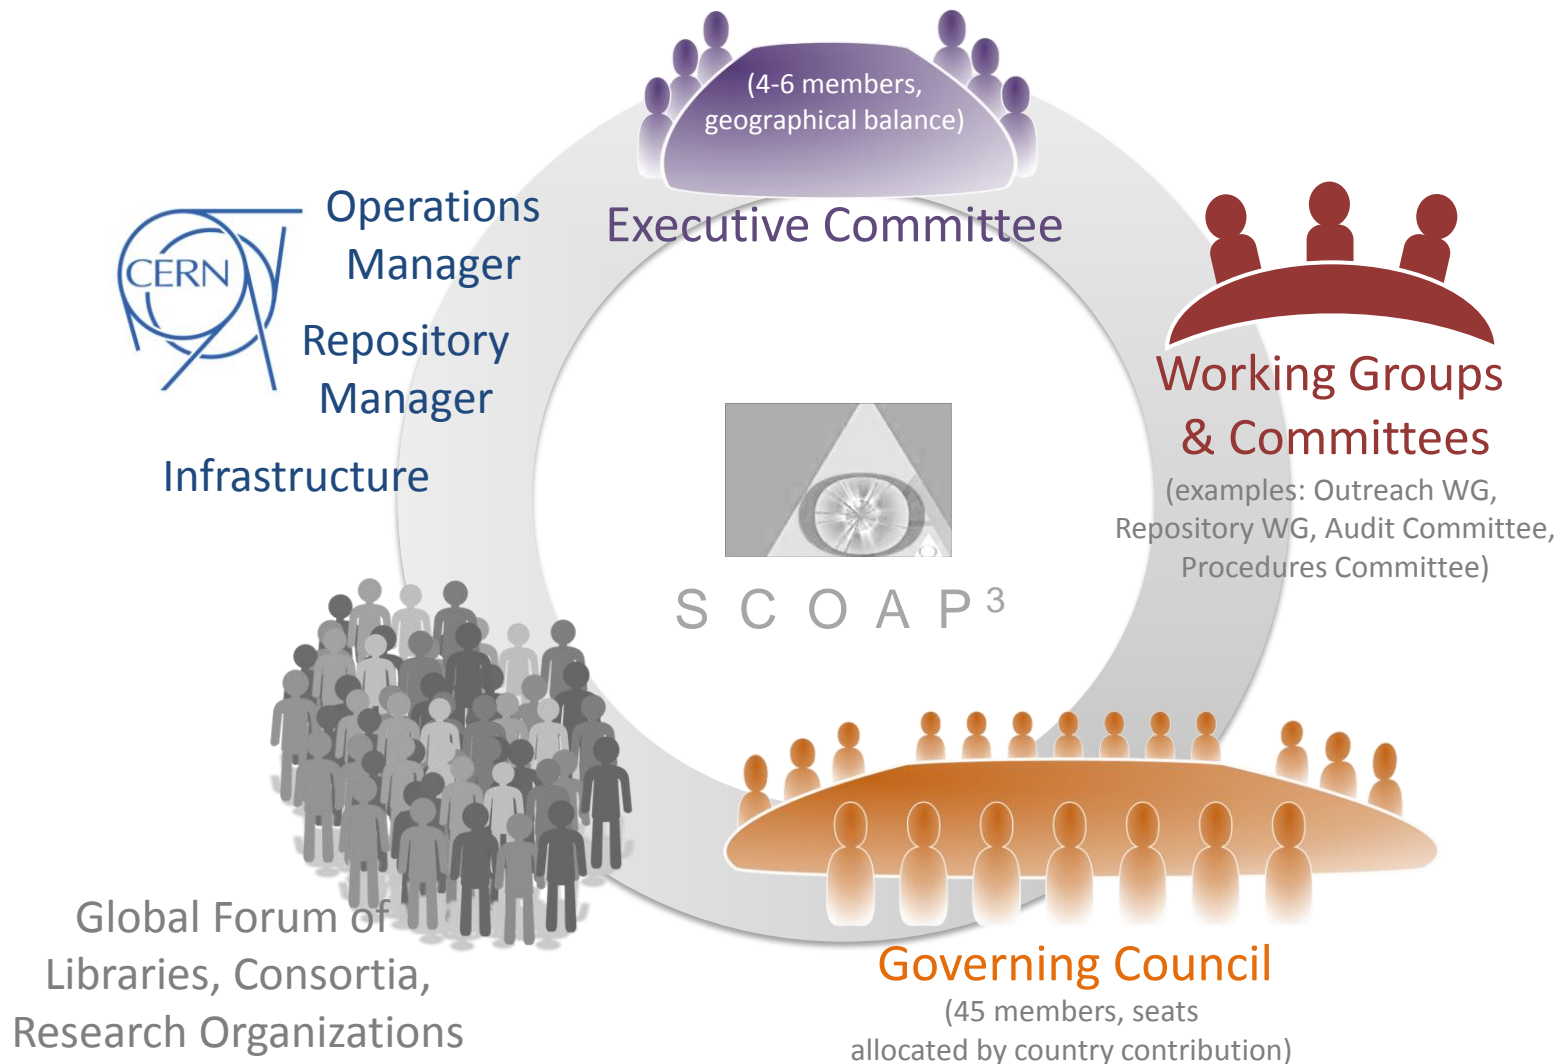 (4-6 members,
geographical balance)
Executive Committee
CERN
Operations
Manager
Repository
Manager
Infrastructure
Working Groups
& Committees
(examples: Outreach WG,
Repository WG, Audit Committee,
Procedures Committee)
S C O A P³
Global Forum of
Libraries, Consortia,
Research Organizations
Governing Council
(45 members, seats
allocated by country contribution)